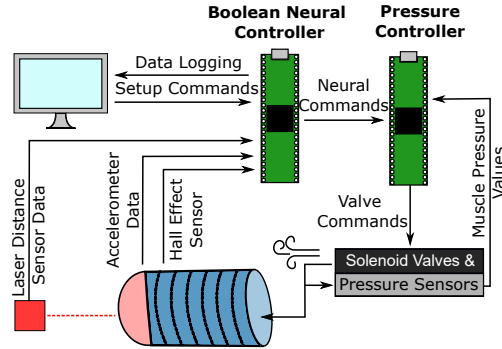 Boolean Neural
Controller
Pressure
Controller
Data Logging
Setup Commands
Neural
Commands
Laser Distance
Sensor Data
Accelerometer
Data
Hall Effect
Sensor
Valve
Commands
Muscle Pressure
Values
Solenoid Valves &
Pressure Sensors